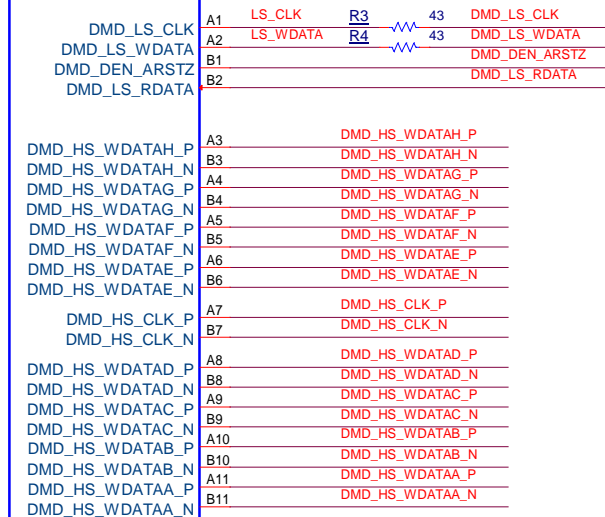 DMD_LS_CLK A1 LS_CLK R3 43 DMD_LS_CLK
DMD_LS_WDATA A2 LS_WDATA R4 43 DMD_LS_WDATA
DMD_DEN_ARSTZ B1 DMD_DEN_ARSTZ
DMD_LS_RDATA B2 DMD_LS_RDATA
DMD_HS_WDATAH_P A3 DMD_HS_WDATAH_P
DMD_HS_WDATAH_N B3 DMD_HS_WDATAH_N
DMD_HS_WDATAG_P A4 DMD_HS_WDATAG_P
DMD_HS_WDATAG_N B4 DMD_HS_WDATAG_N
DMD_HS_WDATAF_P A5 DMD_HS_WDATAF_P
DMD_HS_WDATAF_N B5 DMD_HS_WDATAF_N
DMD_HS_WDATAE_P A6 DMD_HS_WDATAE_P
DMD_HS_WDATAE_N B6 DMD_HS_WDATAE_N
DMD_HS_CLK_P A7 DMD_HS_CLK_P
DMD_HS_CLK_N B7 DMD_HS_CLK_N
DMD_HS_WDATAD_P A8 DMD_HS_WDATAD_P
DMD_HS_WDATAD_N B8 DMD_HS_WDATAD_N
DMD_HS_WDATAC_P A9 DMD_HS_WDATAC_P
DMD_HS_WDATAC_N B9 DMD_HS_WDATAC_N
DMD_HS_WDATAB_P A10 DMD_HS_WDATAB_P
DMD_HS_WDATAB_N B10 DMD_HS_WDATAB_N
DMD_HS_WDATAA_P A11 DMD_HS_WDATAA_P
DMD_HS_WDATAA_N B11 DMD_HS_WDATAA_N